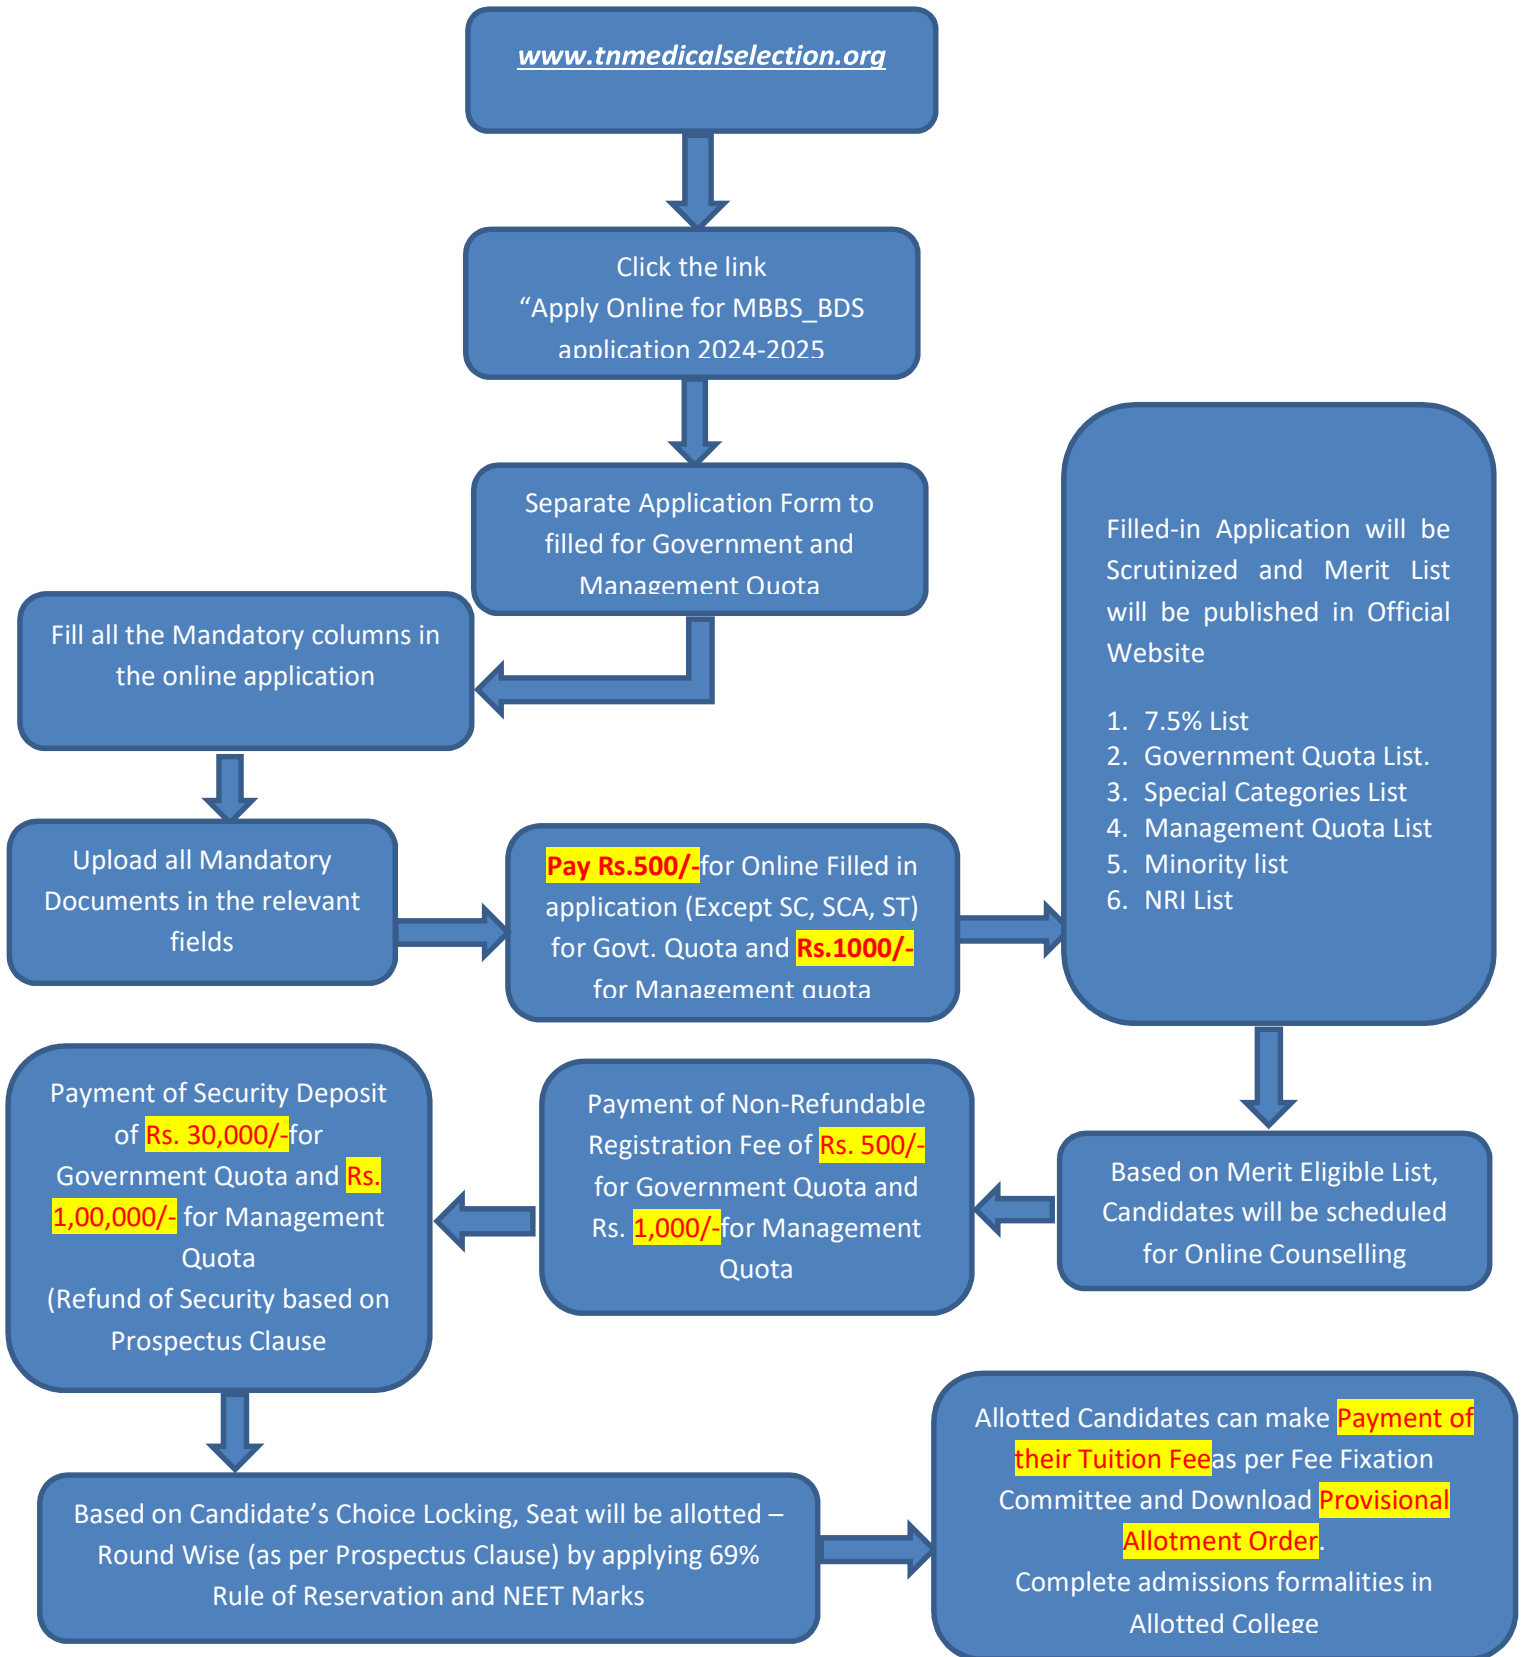 www.tnmedicalselection.org
Click the link
“Apply Online for MBBS_BDS
application 2024-2025
Separate Application Form to
filled for Government and
Management Quota
Fill all the Mandatory columns in
the online application
Upload all Mandatory
Documents in the relevant
fields
Pay Rs.500/-for Online Filled in
application (Except SC, SCA, ST)
for Govt. Quota and Rs.1000/-
for Management quota
Filled-in Application will be
Scrutinized and Merit List
will be published in Official
Website
1. 7.5% List
2. Government Quota List.
3. Special Categories List
4. Management Quota List
5. Minority list
6. NRI List
Based on Merit Eligible List,
Candidates will be scheduled
for Online Counselling
Payment of Non-Refundable
Registration Fee of Rs. 500/-
for Government Quota and
Rs. 1,000/-for Management
Quota
Payment of Security Deposit
of Rs. 30,000/-for
Government Quota and Rs.
1,00,000/- for Management
Quota
(Refund of Security based on
Prospectus Clause
Based on Candidate’s Choice Locking, Seat will be allotted –
Round Wise (as per Prospectus Clause) by applying 69%
Rule of Reservation and NEET Marks
Allotted Candidates can make Payment of
their Tuition Feeas per Fee Fixation
Committee and Download Provisional
Allotment Order.
Complete admissions formalities in
Allotted College